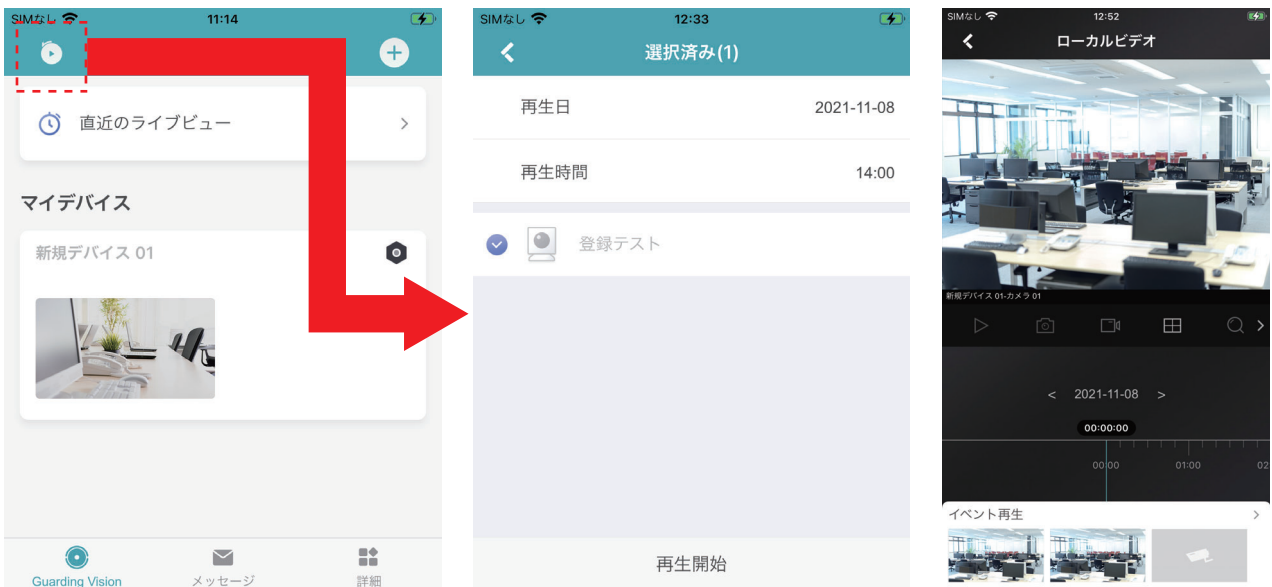 SIMなし 11:14
直近のライブビュー
マイデバイス
新規デバイス 01
Guarding Vision メッセージ 詳細
SIMなし 12:33
選択済み(1)
再生日 2021-11-08
再生時間 14:00
登録テスト
再生開始
SIMなし 12:52
ローカルビデオ
新規デバイス 01-カメラ 01
< 2021-11-08 >
00:00:00
00:00 01:00 02
イベント再生